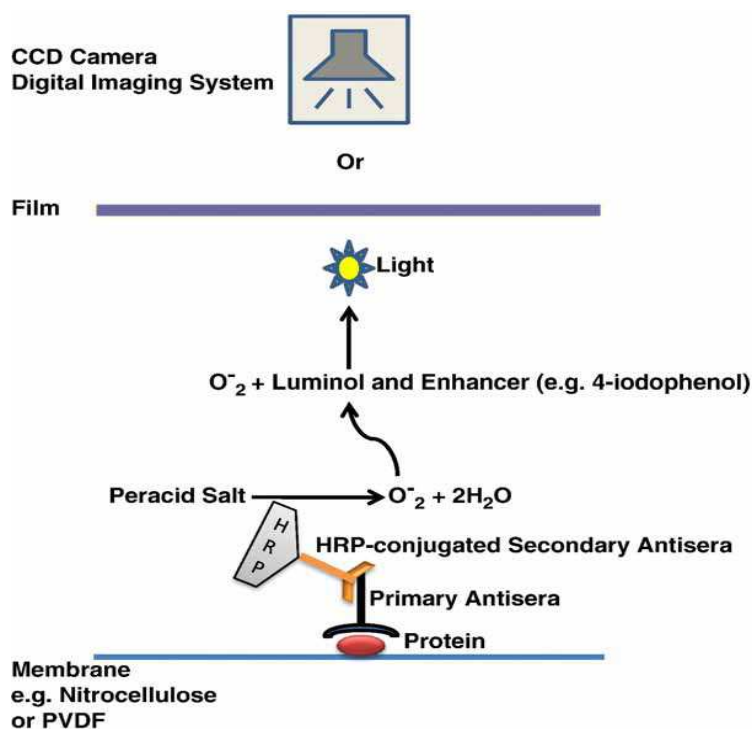 CCD Camera
Digital Imaging System
Or
Film
Light
O⁻₂ + Luminol and Enhancer (e.g. 4-iodophenol)
Peracid Salt
O⁻₂ + 2H₂O
HRP
HRP-conjugated Secondary Antisera
Primary Antisera
Protein
Membrane
e.g. Nitrocellulose
or PVDF